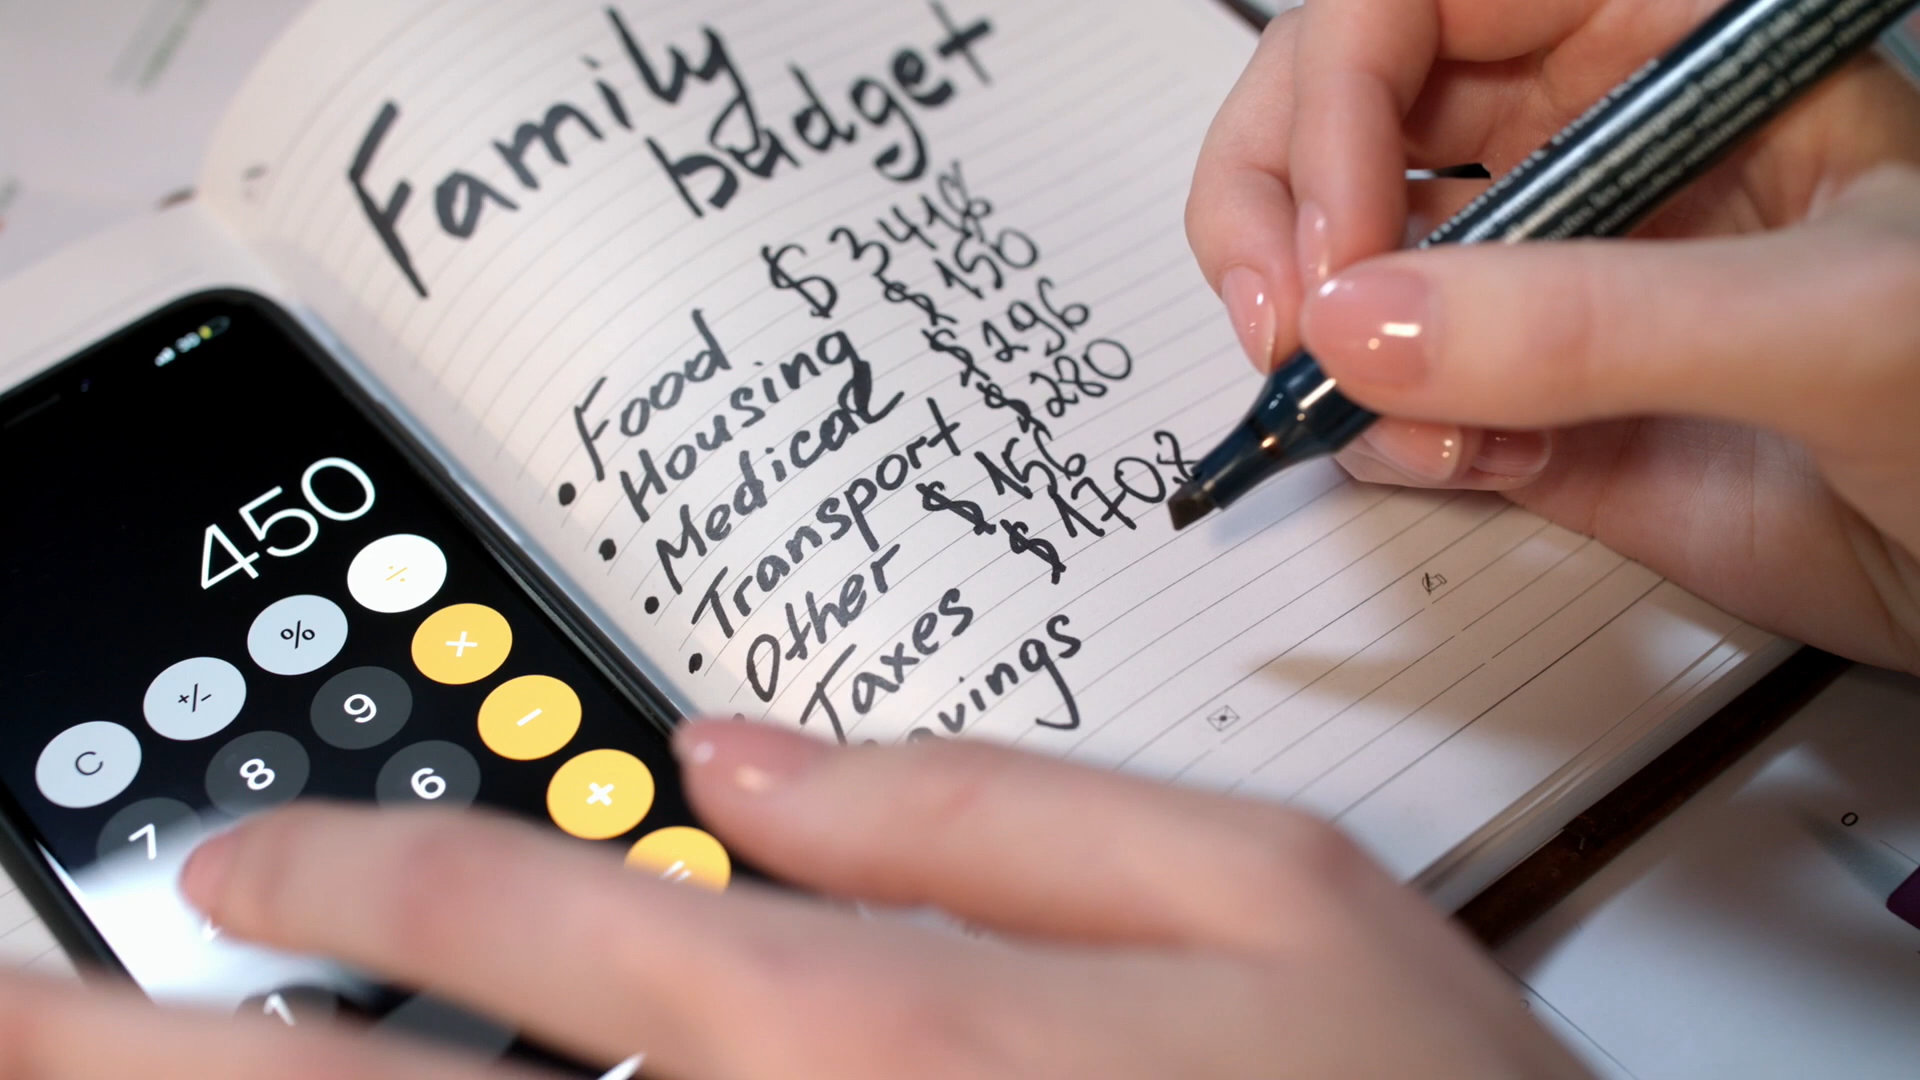 Family
budget
• Food $ 3418
• Housing $ 150
• Medical $ 296
• Transport $ 280
Other $ 156
Taxes $ 1708
450
C +/- % ÷
7 8 9 ×
6 −
+
1 =